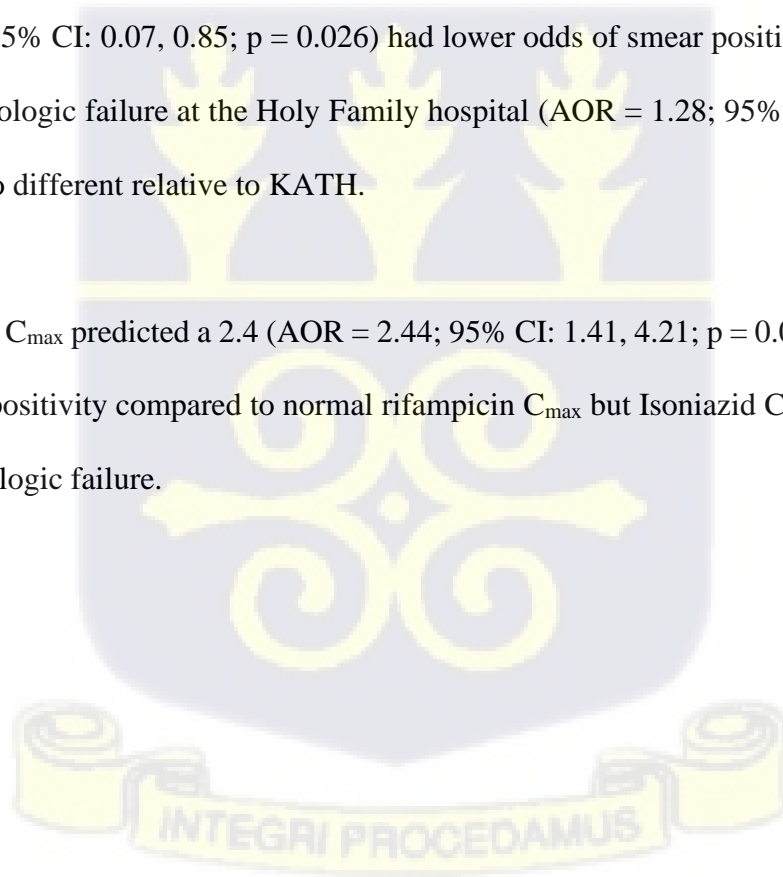 5% CI: 0.07, 0.85; p = 0.026) had lower odds of smear positi
ologic failure at the Holy Family hospital (AOR = 1.28; 95%
o different relative to KATH.
Cmax predicted a 2.4 (AOR = 2.44; 95% CI: 1.41, 4.21; p = 0.0
positivity compared to normal rifampicin Cmax but Isoniazid C
logic failure.
INTEGRI PROCEDAMUS